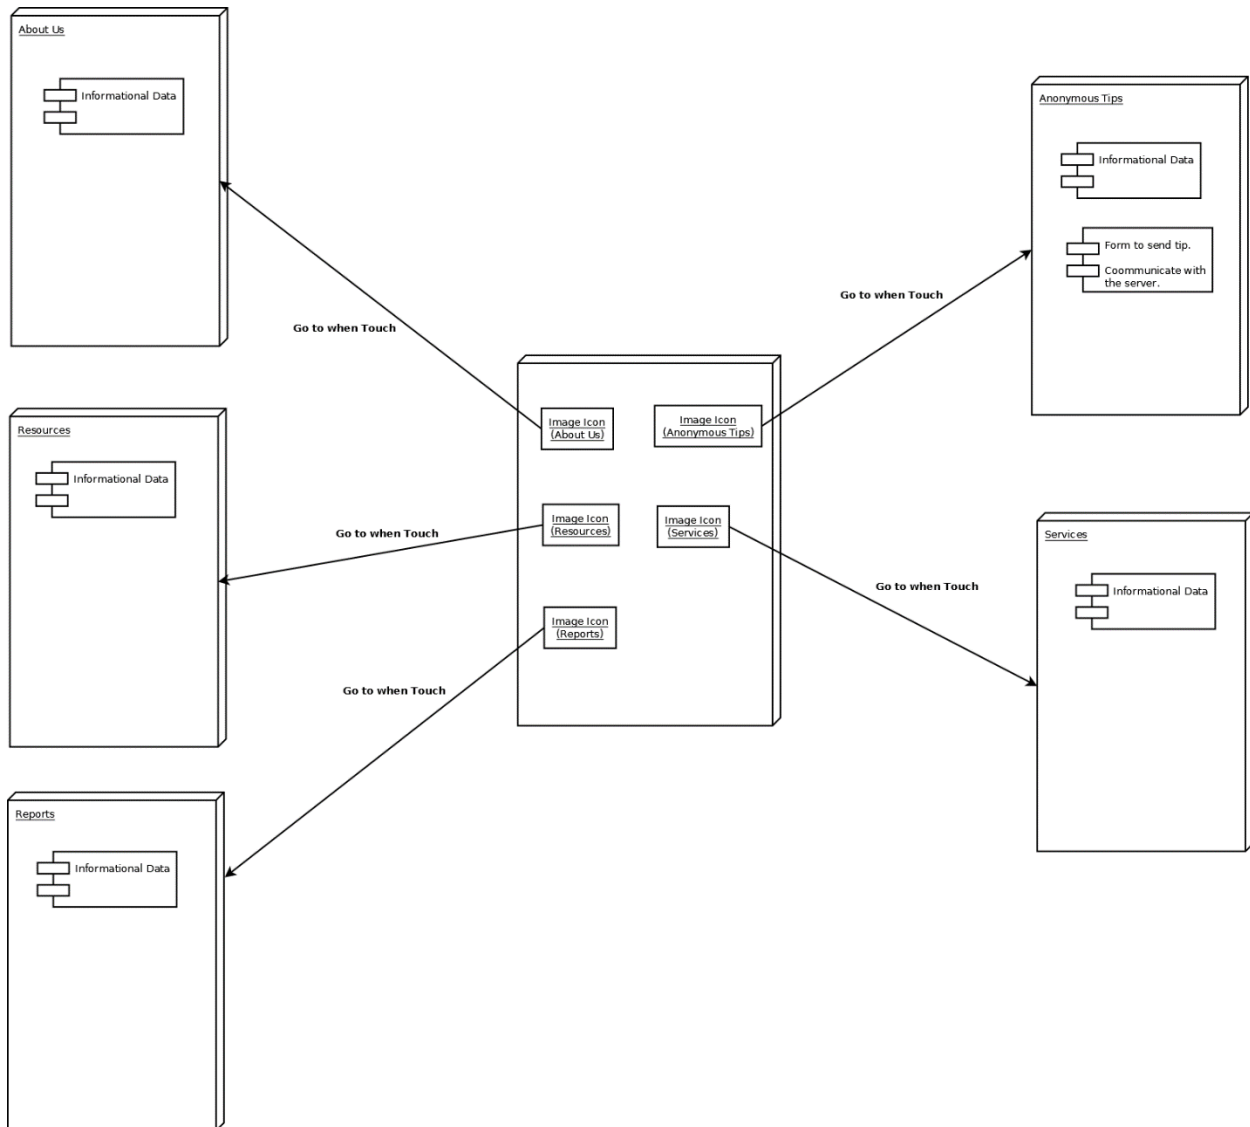 About Us
Informational Data
Anonymous Tips
Informational Data
Form to send tip.
Coommunicate with
the server.
Go to when Touch
Go to when Touch
Image Icon
(About Us)
Image Icon
(Anonymous Tips)
Resources
Informational Data
Go to when Touch
Image Icon
(Resources)
Image Icon
(Services)
Services
Informational Data
Go to when Touch
Image Icon
(Reports)
Go to when Touch
Reports
Informational Data